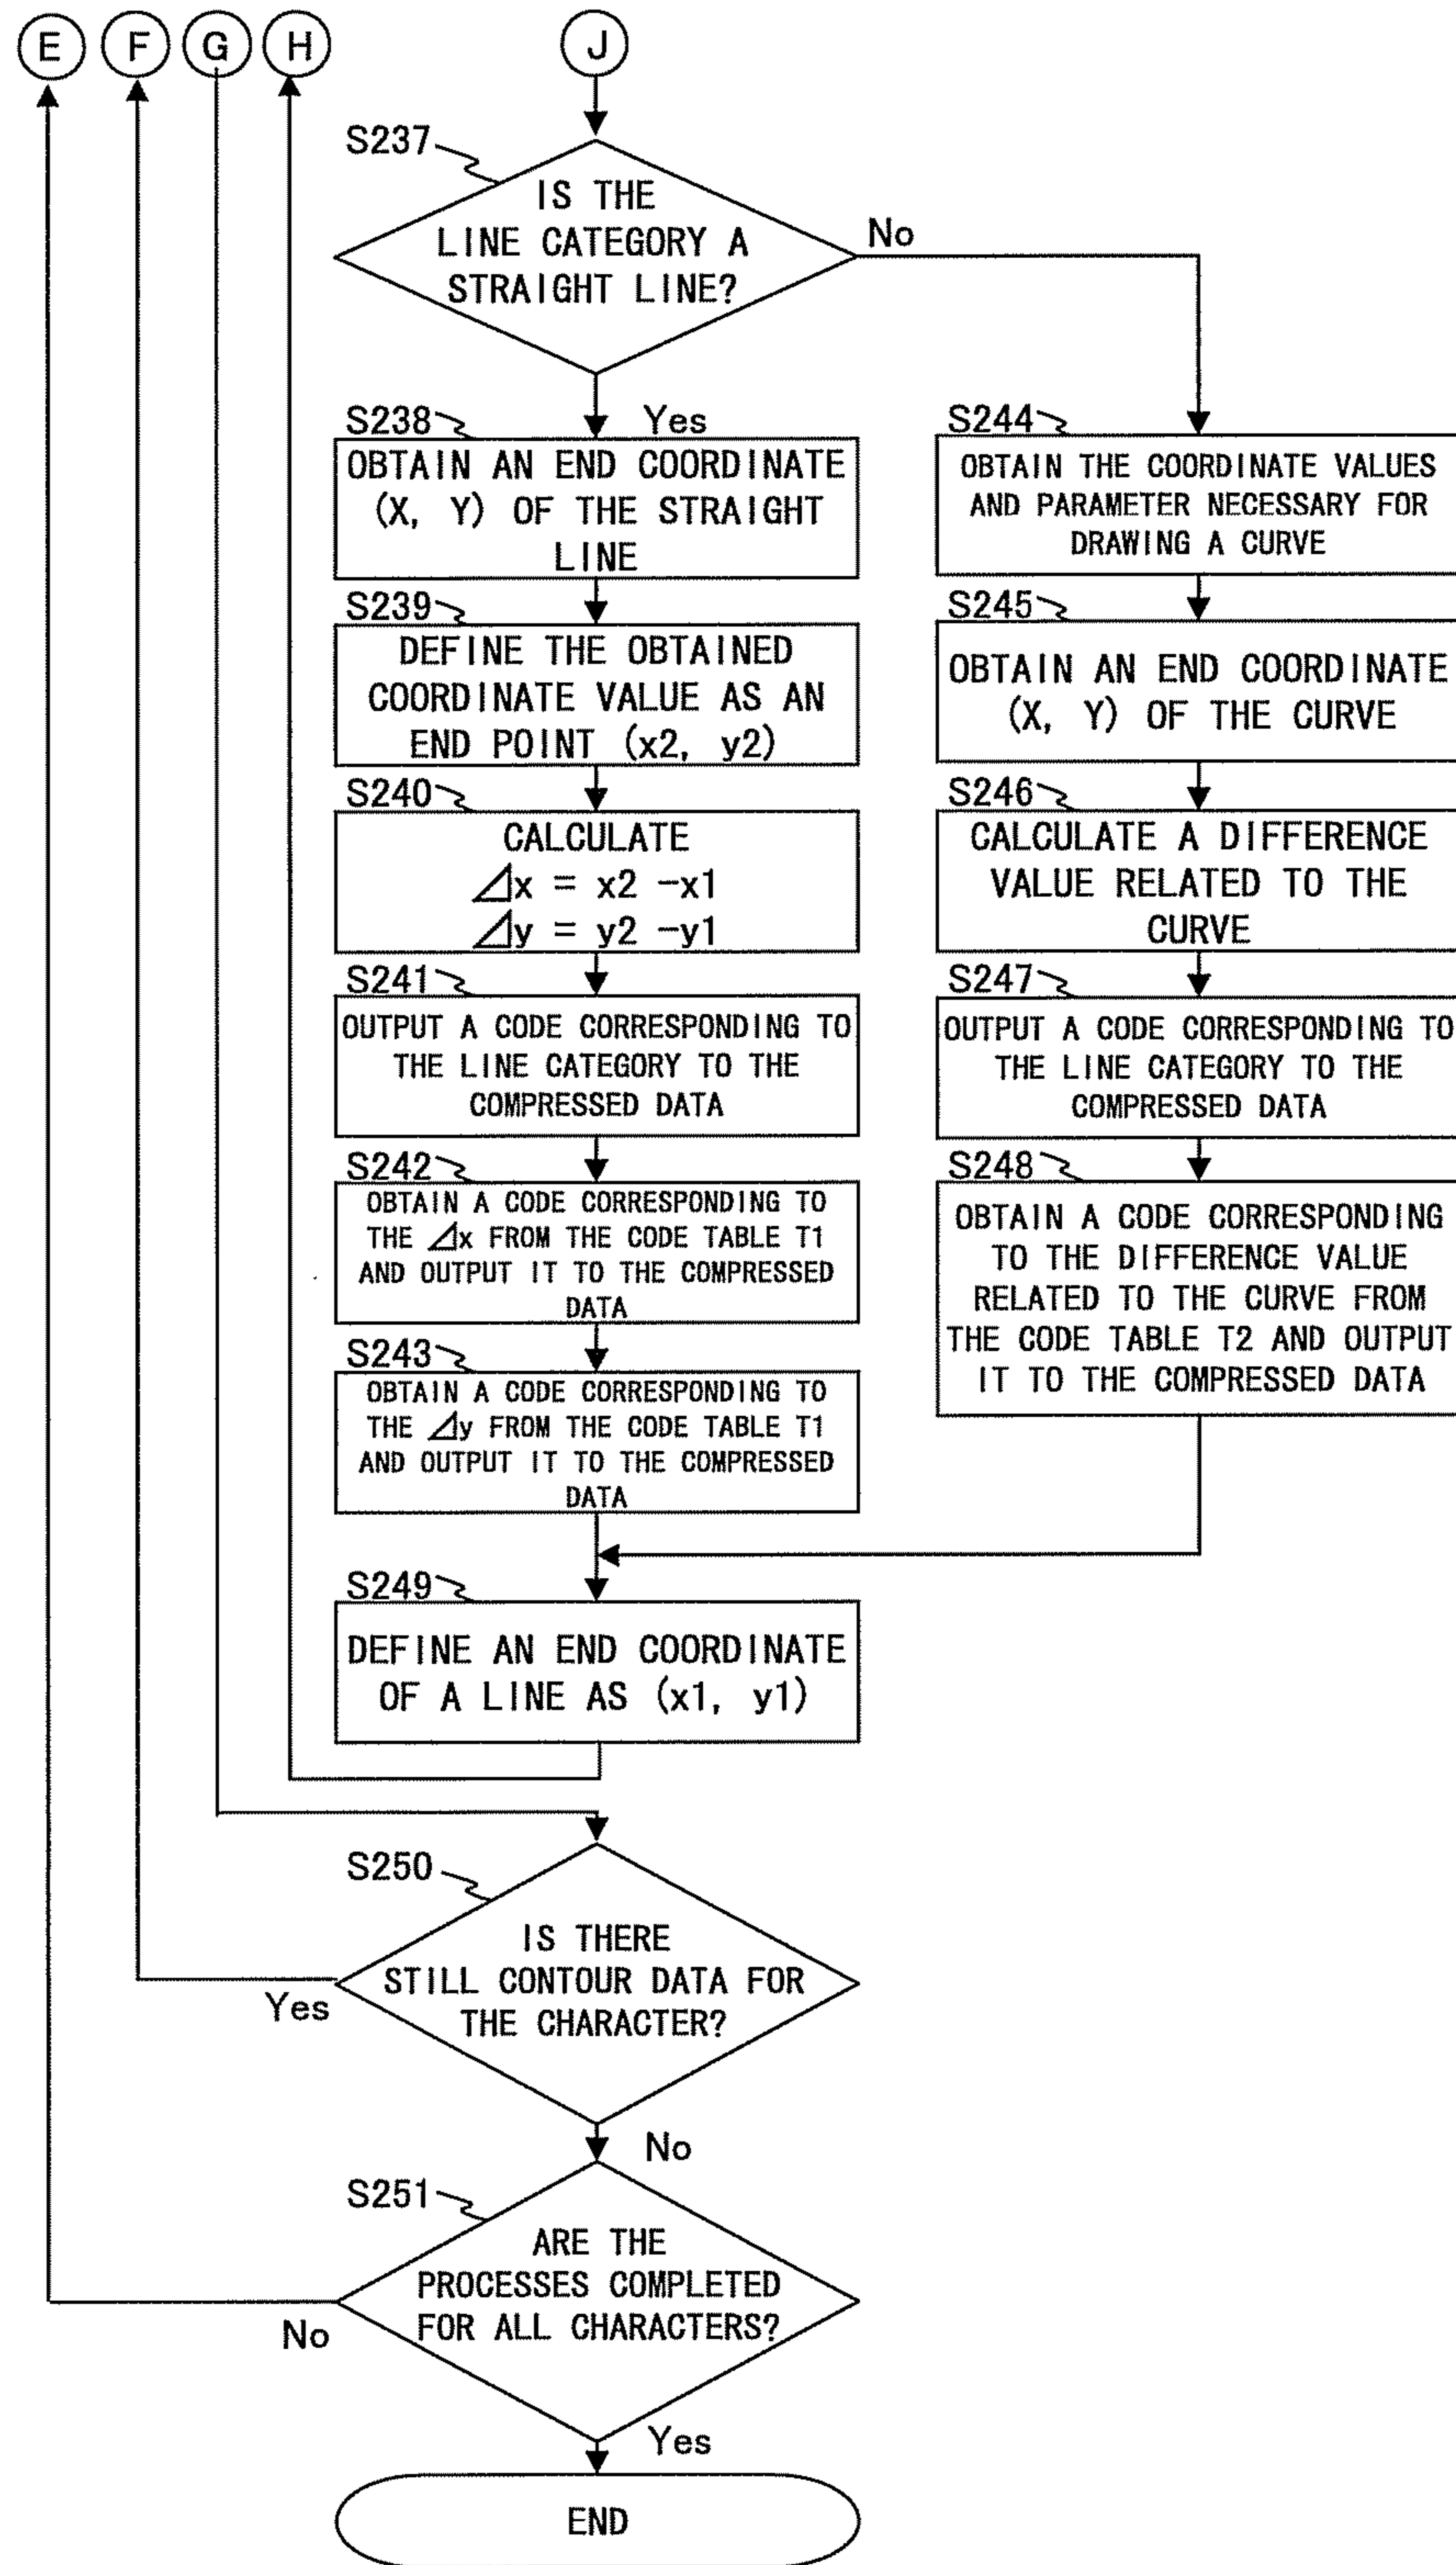 E F G H J
S237
IS THE
LINE CATEGORY A
STRAIGHT LINE?
No
Yes
S238
OBTAIN AN END COORDINATE
(X, Y) OF THE STRAIGHT
LINE
S239
DEFINE THE OBTAINED
COORDINATE VALUE AS AN
END POINT (x2, y2)
S240
CALCULATE
⊿x = x2 -x1
⊿y = y2 -y1
S241
OUTPUT A CODE CORRESPONDING TO
THE LINE CATEGORY TO THE
COMPRESSED DATA
S242
OBTAIN A CODE CORRESPONDING TO
THE ⊿x FROM THE CODE TABLE T1
AND OUTPUT IT TO THE COMPRESSED
DATA
S243
OBTAIN A CODE CORRESPONDING TO
THE ⊿y FROM THE CODE TABLE T1
AND OUTPUT IT TO THE COMPRESSED
DATA
S244
OBTAIN THE COORDINATE VALUES
AND PARAMETER NECESSARY FOR
DRAWING A CURVE
S245
OBTAIN AN END COORDINATE
(X, Y) OF THE CURVE
S246
CALCULATE A DIFFERENCE
VALUE RELATED TO THE
CURVE
S247
OUTPUT A CODE CORRESPONDING TO
THE LINE CATEGORY TO THE
COMPRESSED DATA
S248
OBTAIN A CODE CORRESPONDING
TO THE DIFFERENCE VALUE
RELATED TO THE CURVE FROM
THE CODE TABLE T2 AND OUTPUT
IT TO THE COMPRESSED DATA
S249
DEFINE AN END COORDINATE
OF A LINE AS (x1, y1)
S250
IS THERE
STILL CONTOUR DATA FOR
THE CHARACTER?
Yes
No
S251
ARE THE
PROCESSES COMPLETED
FOR ALL CHARACTERS?
No
Yes
END